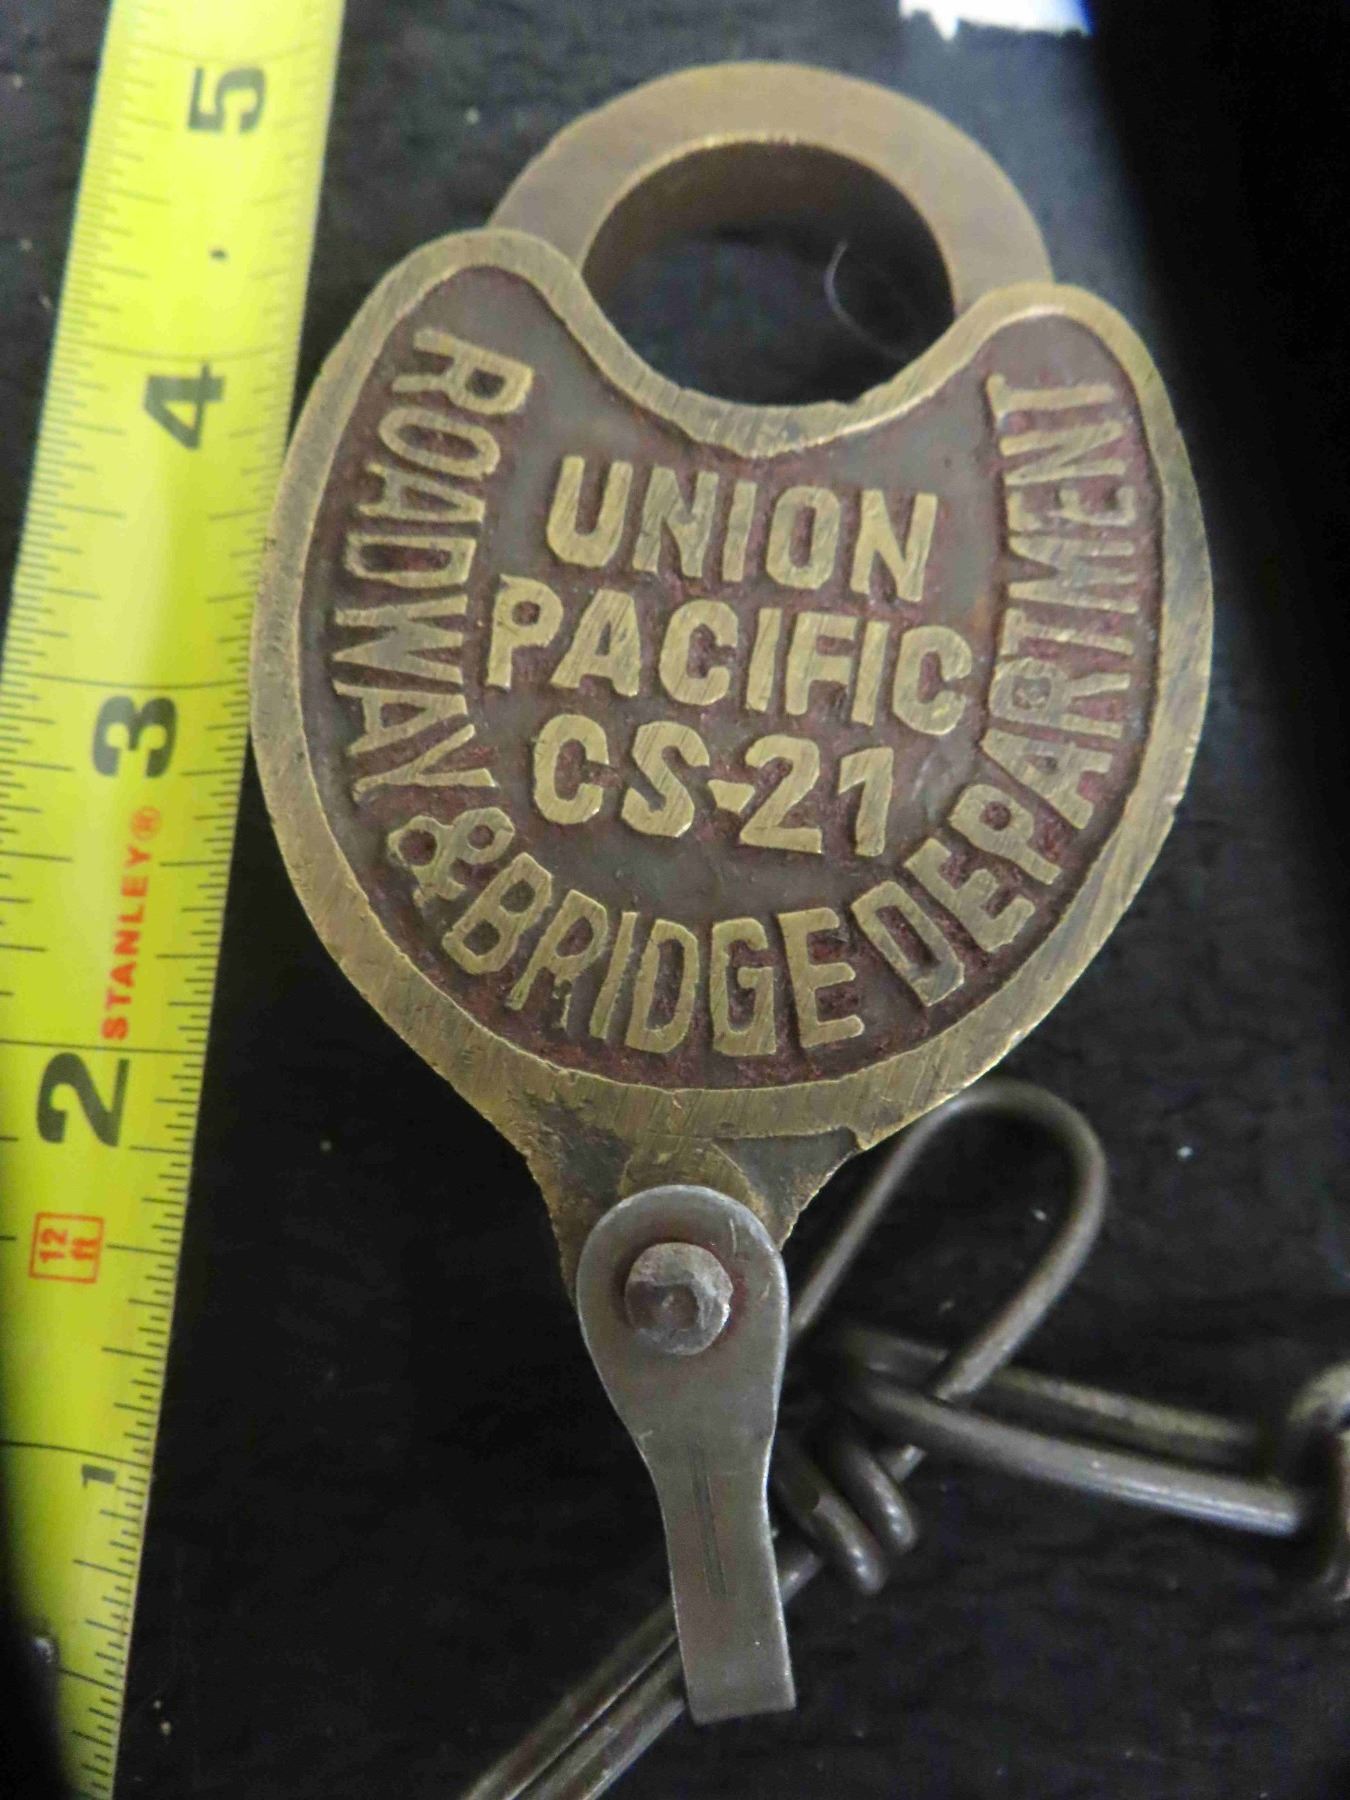 UNION
PACIFIC
CS-21
ROADWAY & BRIDGE DEPARTMENT
5
4
3
STANLEY®
2
12 ft
1